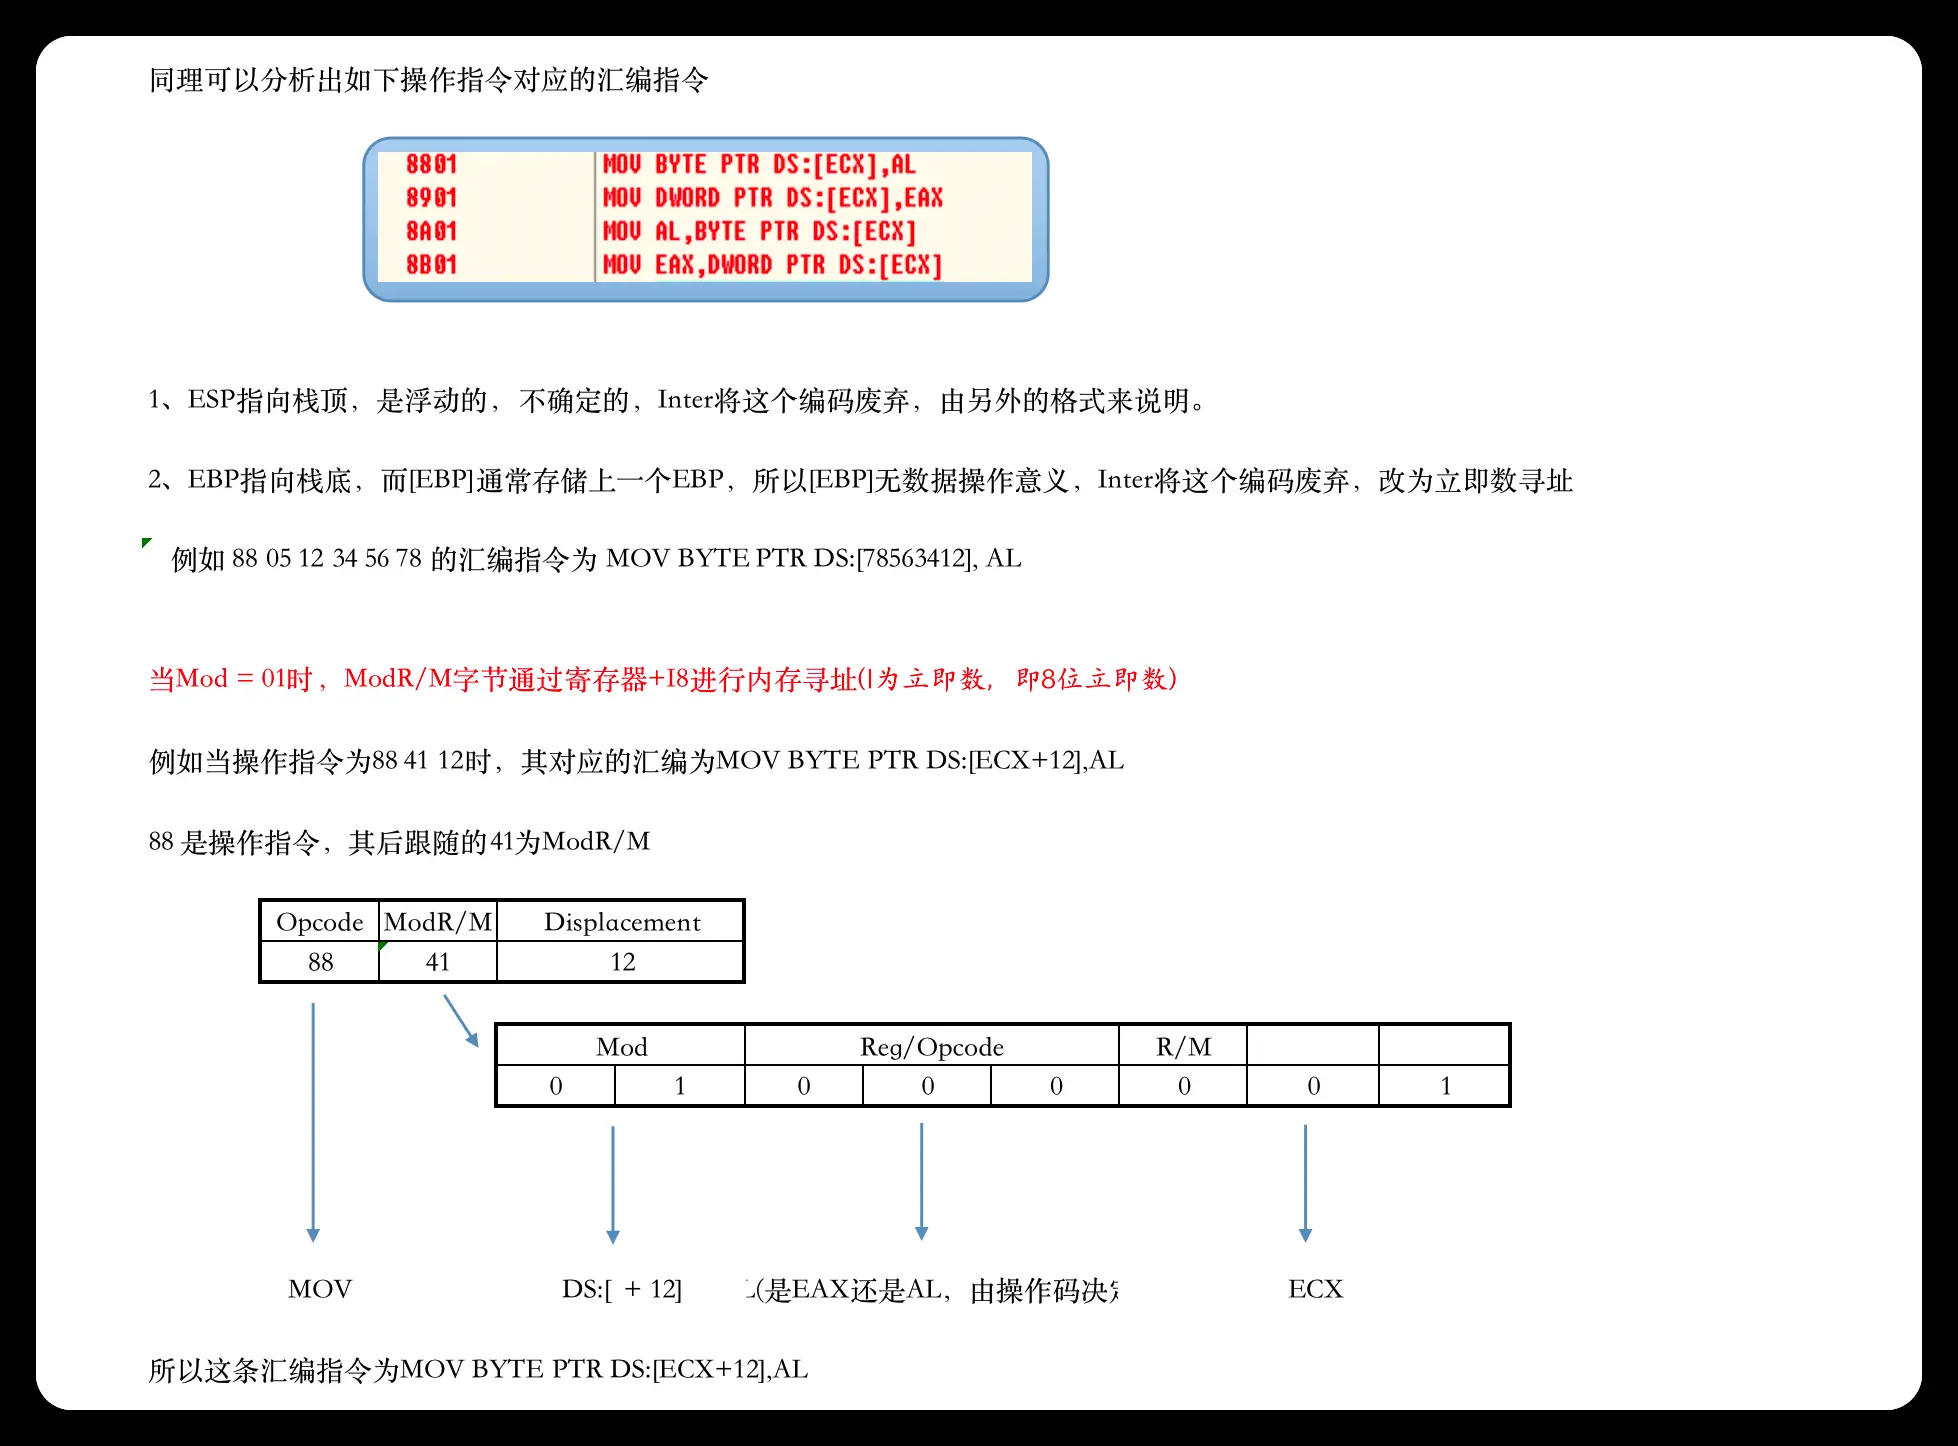 同理可以分析出如下操作指令对应的汇编指令
8801 MOV BYTE PTR DS:[ECX],AL
8901 MOV DWORD PTR DS:[ECX],EAX
8A01 MOV AL,BYTE PTR DS:[ECX]
8B01 MOV EAX,DWORD PTR DS:[ECX]
1、ESP指向栈顶，是浮动的，不确定的，Inter将这个编码废弃，由另外的格式来说明。
2、EBP指向栈底，而[EBP]通常存储上一个EBP，所以[EBP]无数据操作意义，Inter将这个编码废弃，改为立即数寻址
例如 88 05 12 34 56 78 的汇编指令为 MOV BYTE PTR DS:[78563412], AL
当Mod = 01时，ModR/M字节通过寄存器+I8进行内存寻址(I为立即数，即8位立即数)
例如当操作指令为88 41 12时，其对应的汇编为MOV BYTE PTR DS:[ECX+12],AL
88 是操作指令，其后跟随的41为ModR/M
Opcode ModR/M Displacement
88 41 12
Mod Reg/Opcode R/M
0 1 0 0 0 0 0 1
MOV DS:[ + 12] (是EAX还是AL，由操作码决 ECX
所以这条汇编指令为MOV BYTE PTR DS:[ECX+12],AL